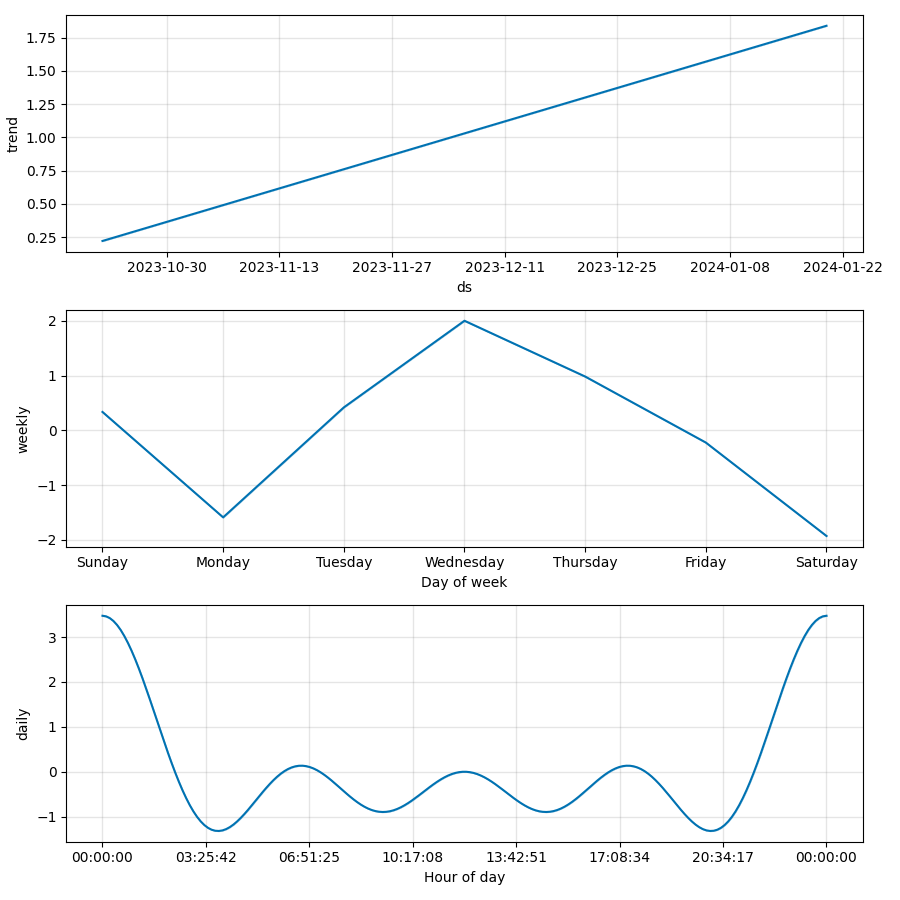 1.75
1.50
1.25
1.00
0.75
0.50
0.25
trend
2023-10-30 2023-11-13 2023-11-27 2023-12-11 2023-12-25 2024-01-08 2024-01-22
ds
2
1
0
−1
−2
weekly
Sunday Monday Tuesday Wednesday Thursday Friday Saturday
Day of week
3
2
1
0
−1
daily
00:00:00 03:25:42 06:51:25 10:17:08 13:42:51 17:08:34 20:34:17 00:00:00
Hour of day